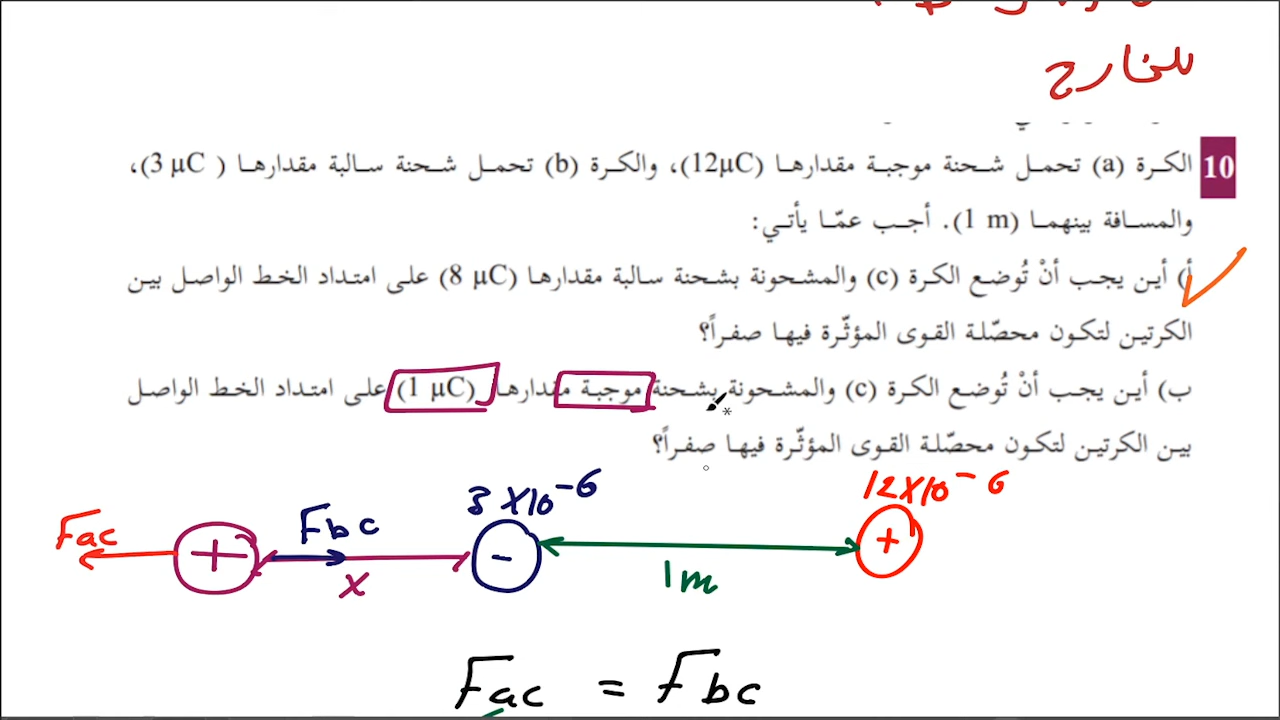 للخارج
10 الكرة (a) تحمل شحنة موجبة مقدارها (12µC)، والكرة (b) تحمل شحنة سالبة مقدارها (3 µC )،
والمسافة بينهما (1 m). أجب عمّا يأتي:
أ) أين يجب أنْ تُوضع الكرة (c) والمشحونة بشحنة سالبة مقدارها (8 µC) على امتداد الخط الواصل بين
الكرتين لتكون محصّلة القوى المؤثّرة فيها صفراً؟
ب) أين يجب أنْ تُوضع الكرة (c) والمشحونة بشحنة موجبة مقدارها (1 µC) على امتداد الخط الواصل
بين الكرتين لتكون محصّلة القوى المؤثّرة فيها صفراً؟
3 X10-6 12X10-6
Fac + Fbc - +
X 1m
Fac = Fbc